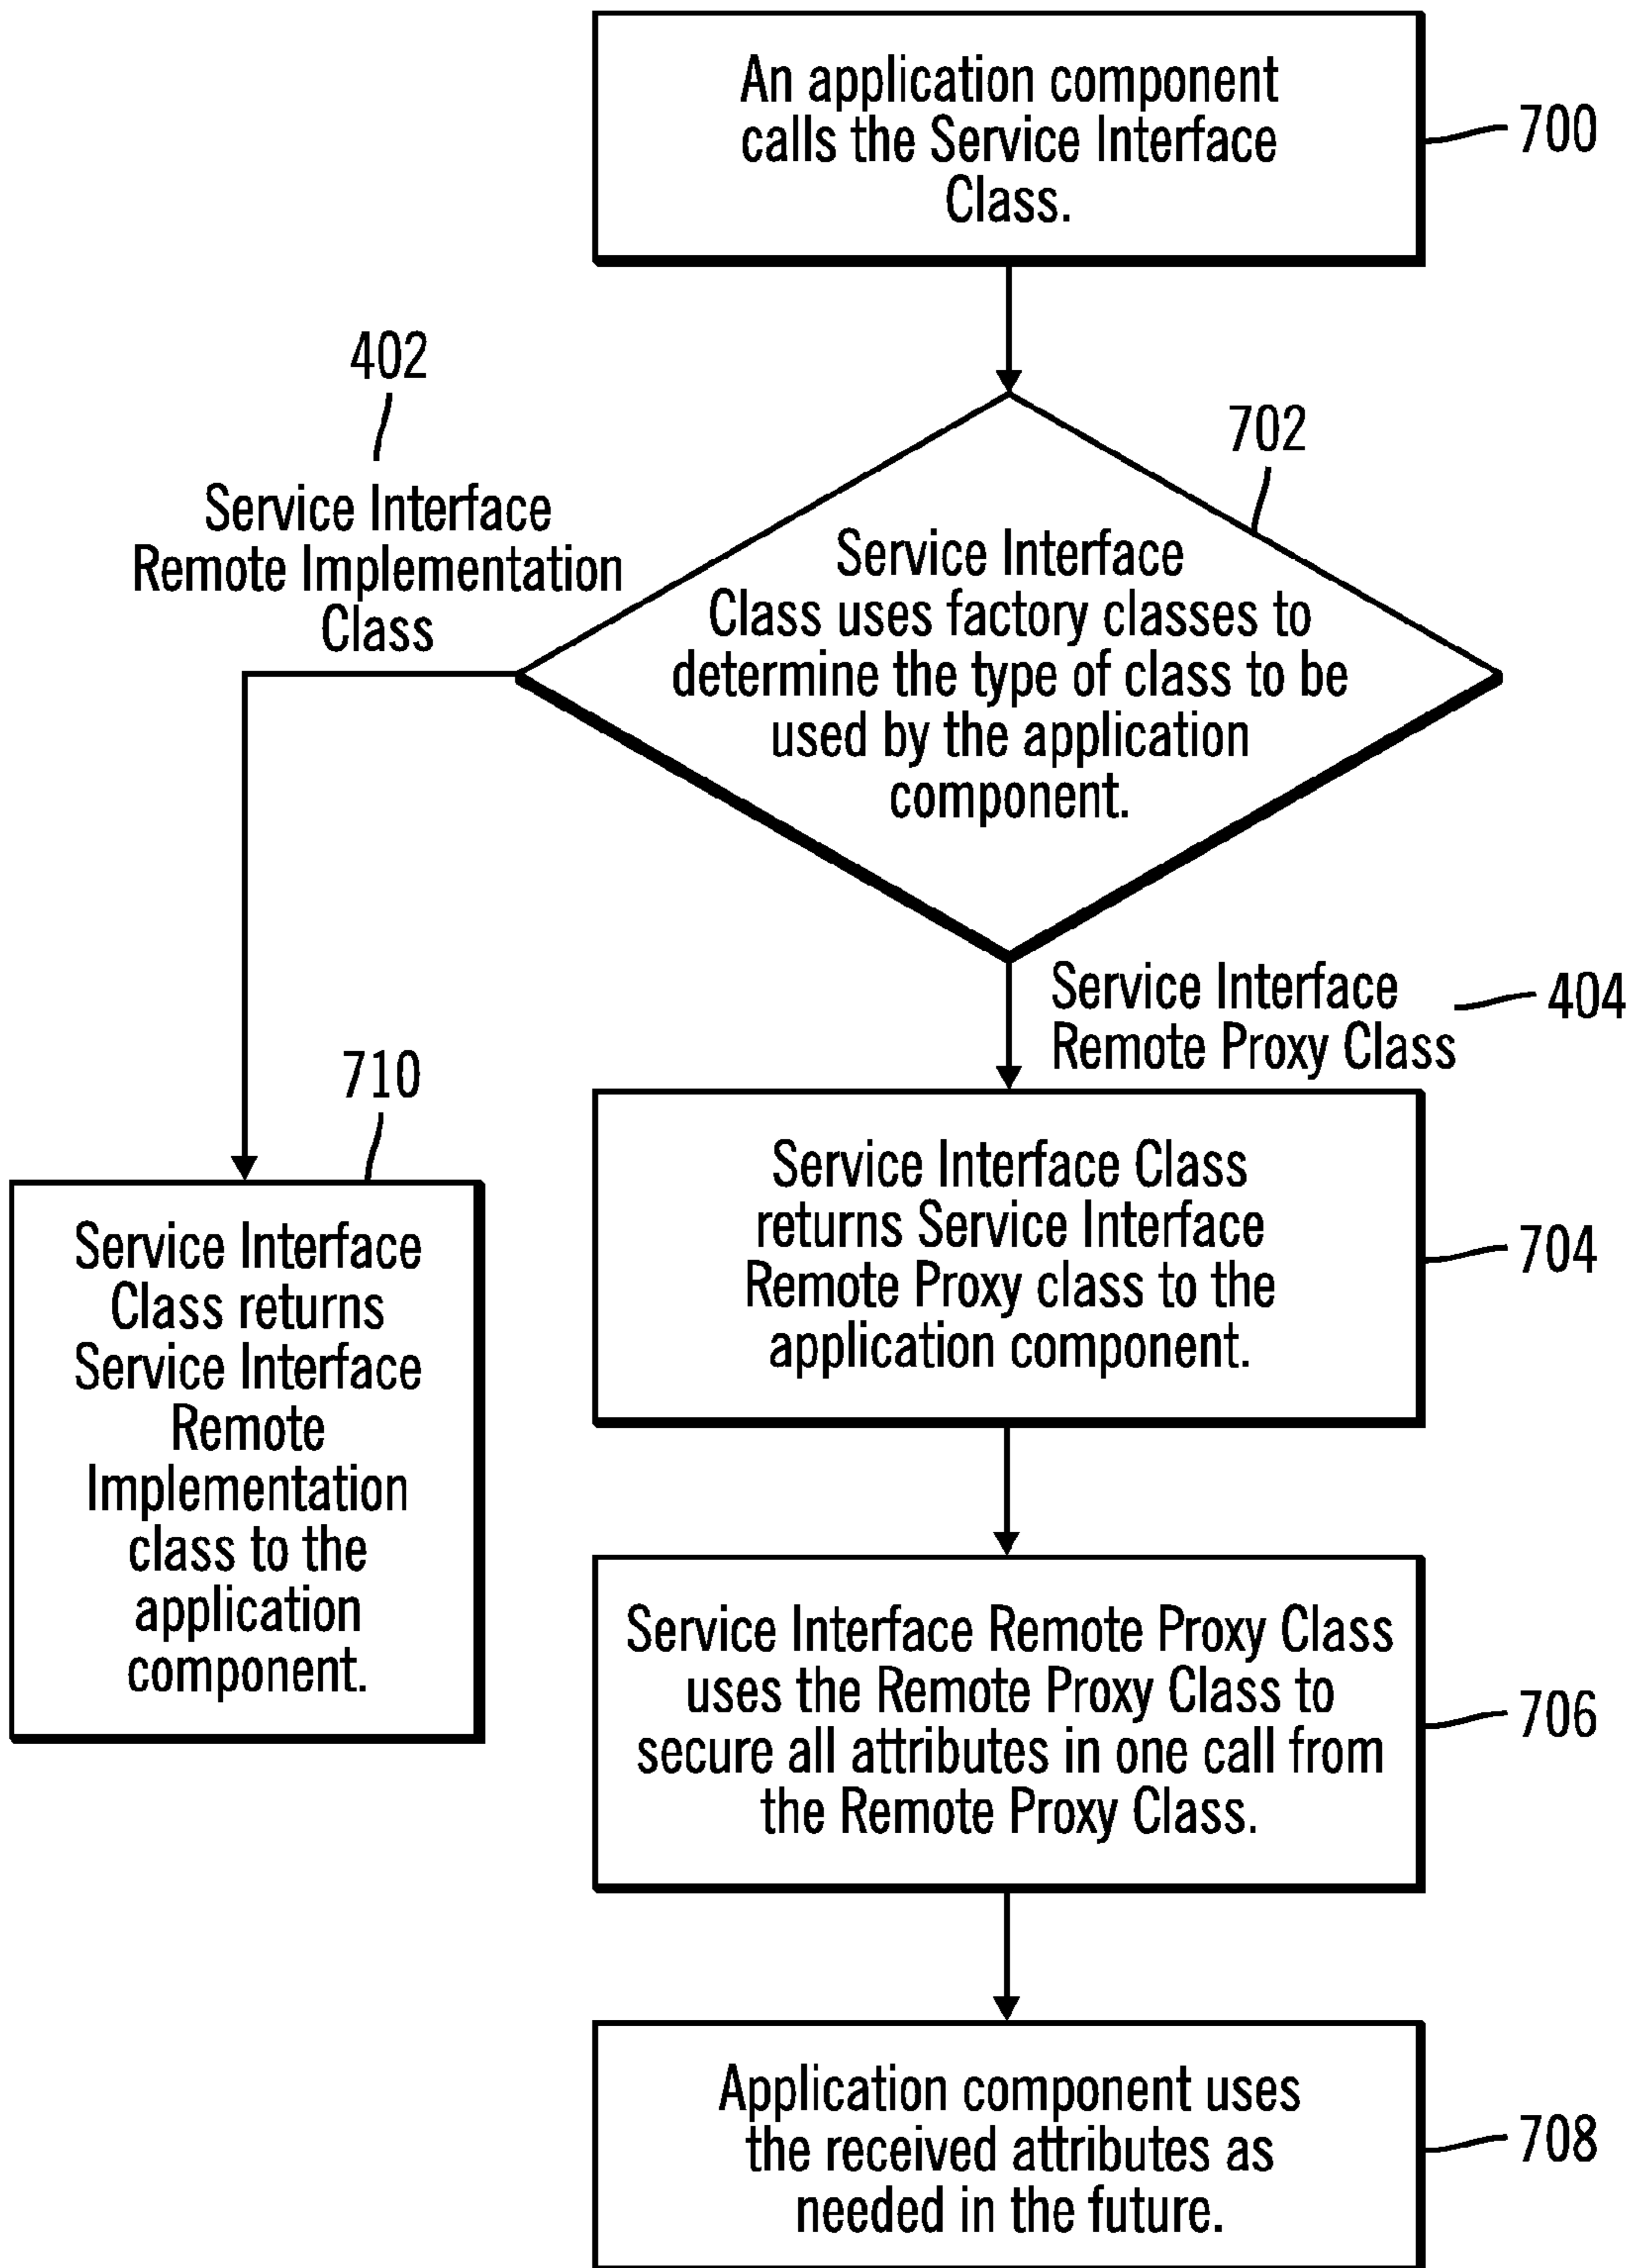 An application component
calls the Service Interface
Class.
700
402
Service Interface
Remote Implementation
Class
702
Service Interface
Class uses factory classes to
determine the type of class to be
used by the application
component.
Service Interface
Remote Proxy Class
404
710
Service Interface
Class returns
Service Interface
Remote
Implementation
class to the
application
component.
Service Interface Class
returns Service Interface
Remote Proxy class to the
application component.
704
Service Interface Remote Proxy Class
uses the Remote Proxy Class to
secure all attributes in one call from
the Remote Proxy Class.
706
Application component uses
the received attributes as
needed in the future.
708